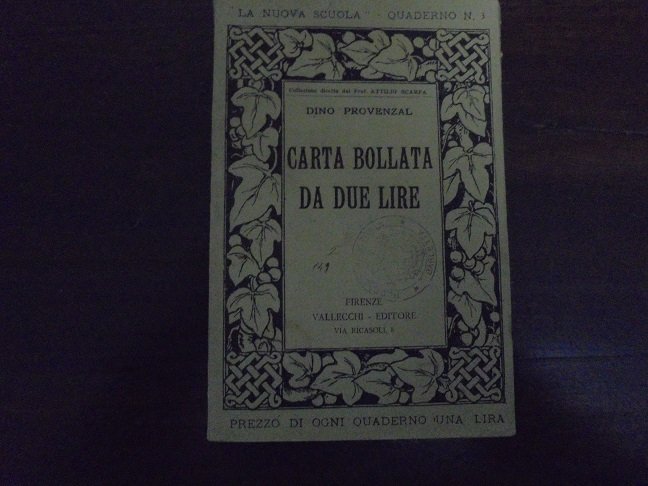 "LA NUOVA SCUOLA" - QUADERNO N. 3
Collezione diretta dal Prof. ATTILIO SCARPA
DINO PROVENZAL
CARTA BOLLATA
DA DUE LIRE
FIRENZE
VALLECCHI - EDITORE
VIA RICASOLI, 8
PREZZO DI OGNI QUADERNO UNA LIRA